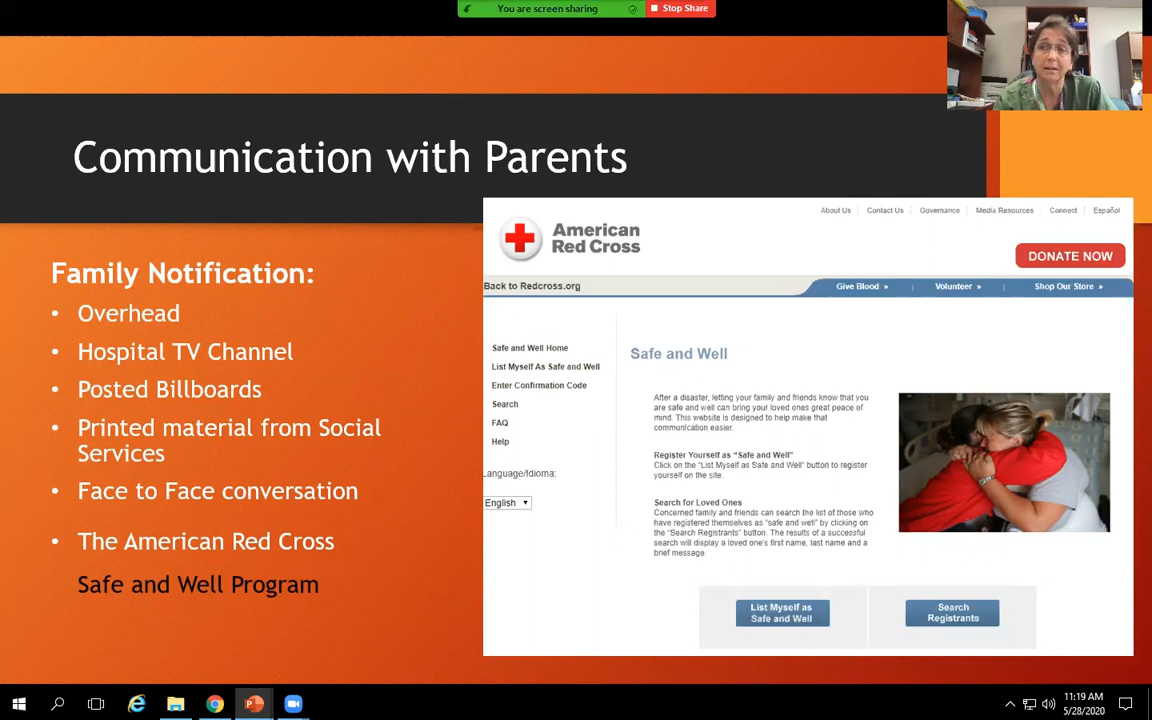 You are screen sharing
Stop Share
Communication with Parents
Family Notification:
• Overhead
• Hospital TV Channel
• Posted Billboards
• Printed material from Social
Services
• Face to Face conversation
• The American Red Cross
Safe and Well Program
About Us | Contact Us | Governance | Media Resources | Connect | Español
American
Red Cross
DONATE NOW
Back to Redcross.org
Give Blood » | Volunteer » | Shop Our Store »
Safe and Well Home
List Myself As Safe and Well
Enter Confirmation Code
Search
FAQ
Help
Language/Idioma:
English
Safe and Well
After a disaster, letting your family and friends know that you
are safe and well can bring your loved ones great peace of
mind. This website is designed to help make that
communication easier.
Register Yourself as "Safe and Well"
Click on the "List Myself as Safe and Well" button to register
yourself on the site.
Search for Loved Ones
Concerned family and friends can search the list of those who
have registered themselves as "safe and well" by clicking on
the "Search Registrants" button. The results of a successful
search will display a loved one's first name, last name and a
brief message.
List Myself as
Safe and Well
Search
Registrants
11:19 AM
5/28/2020